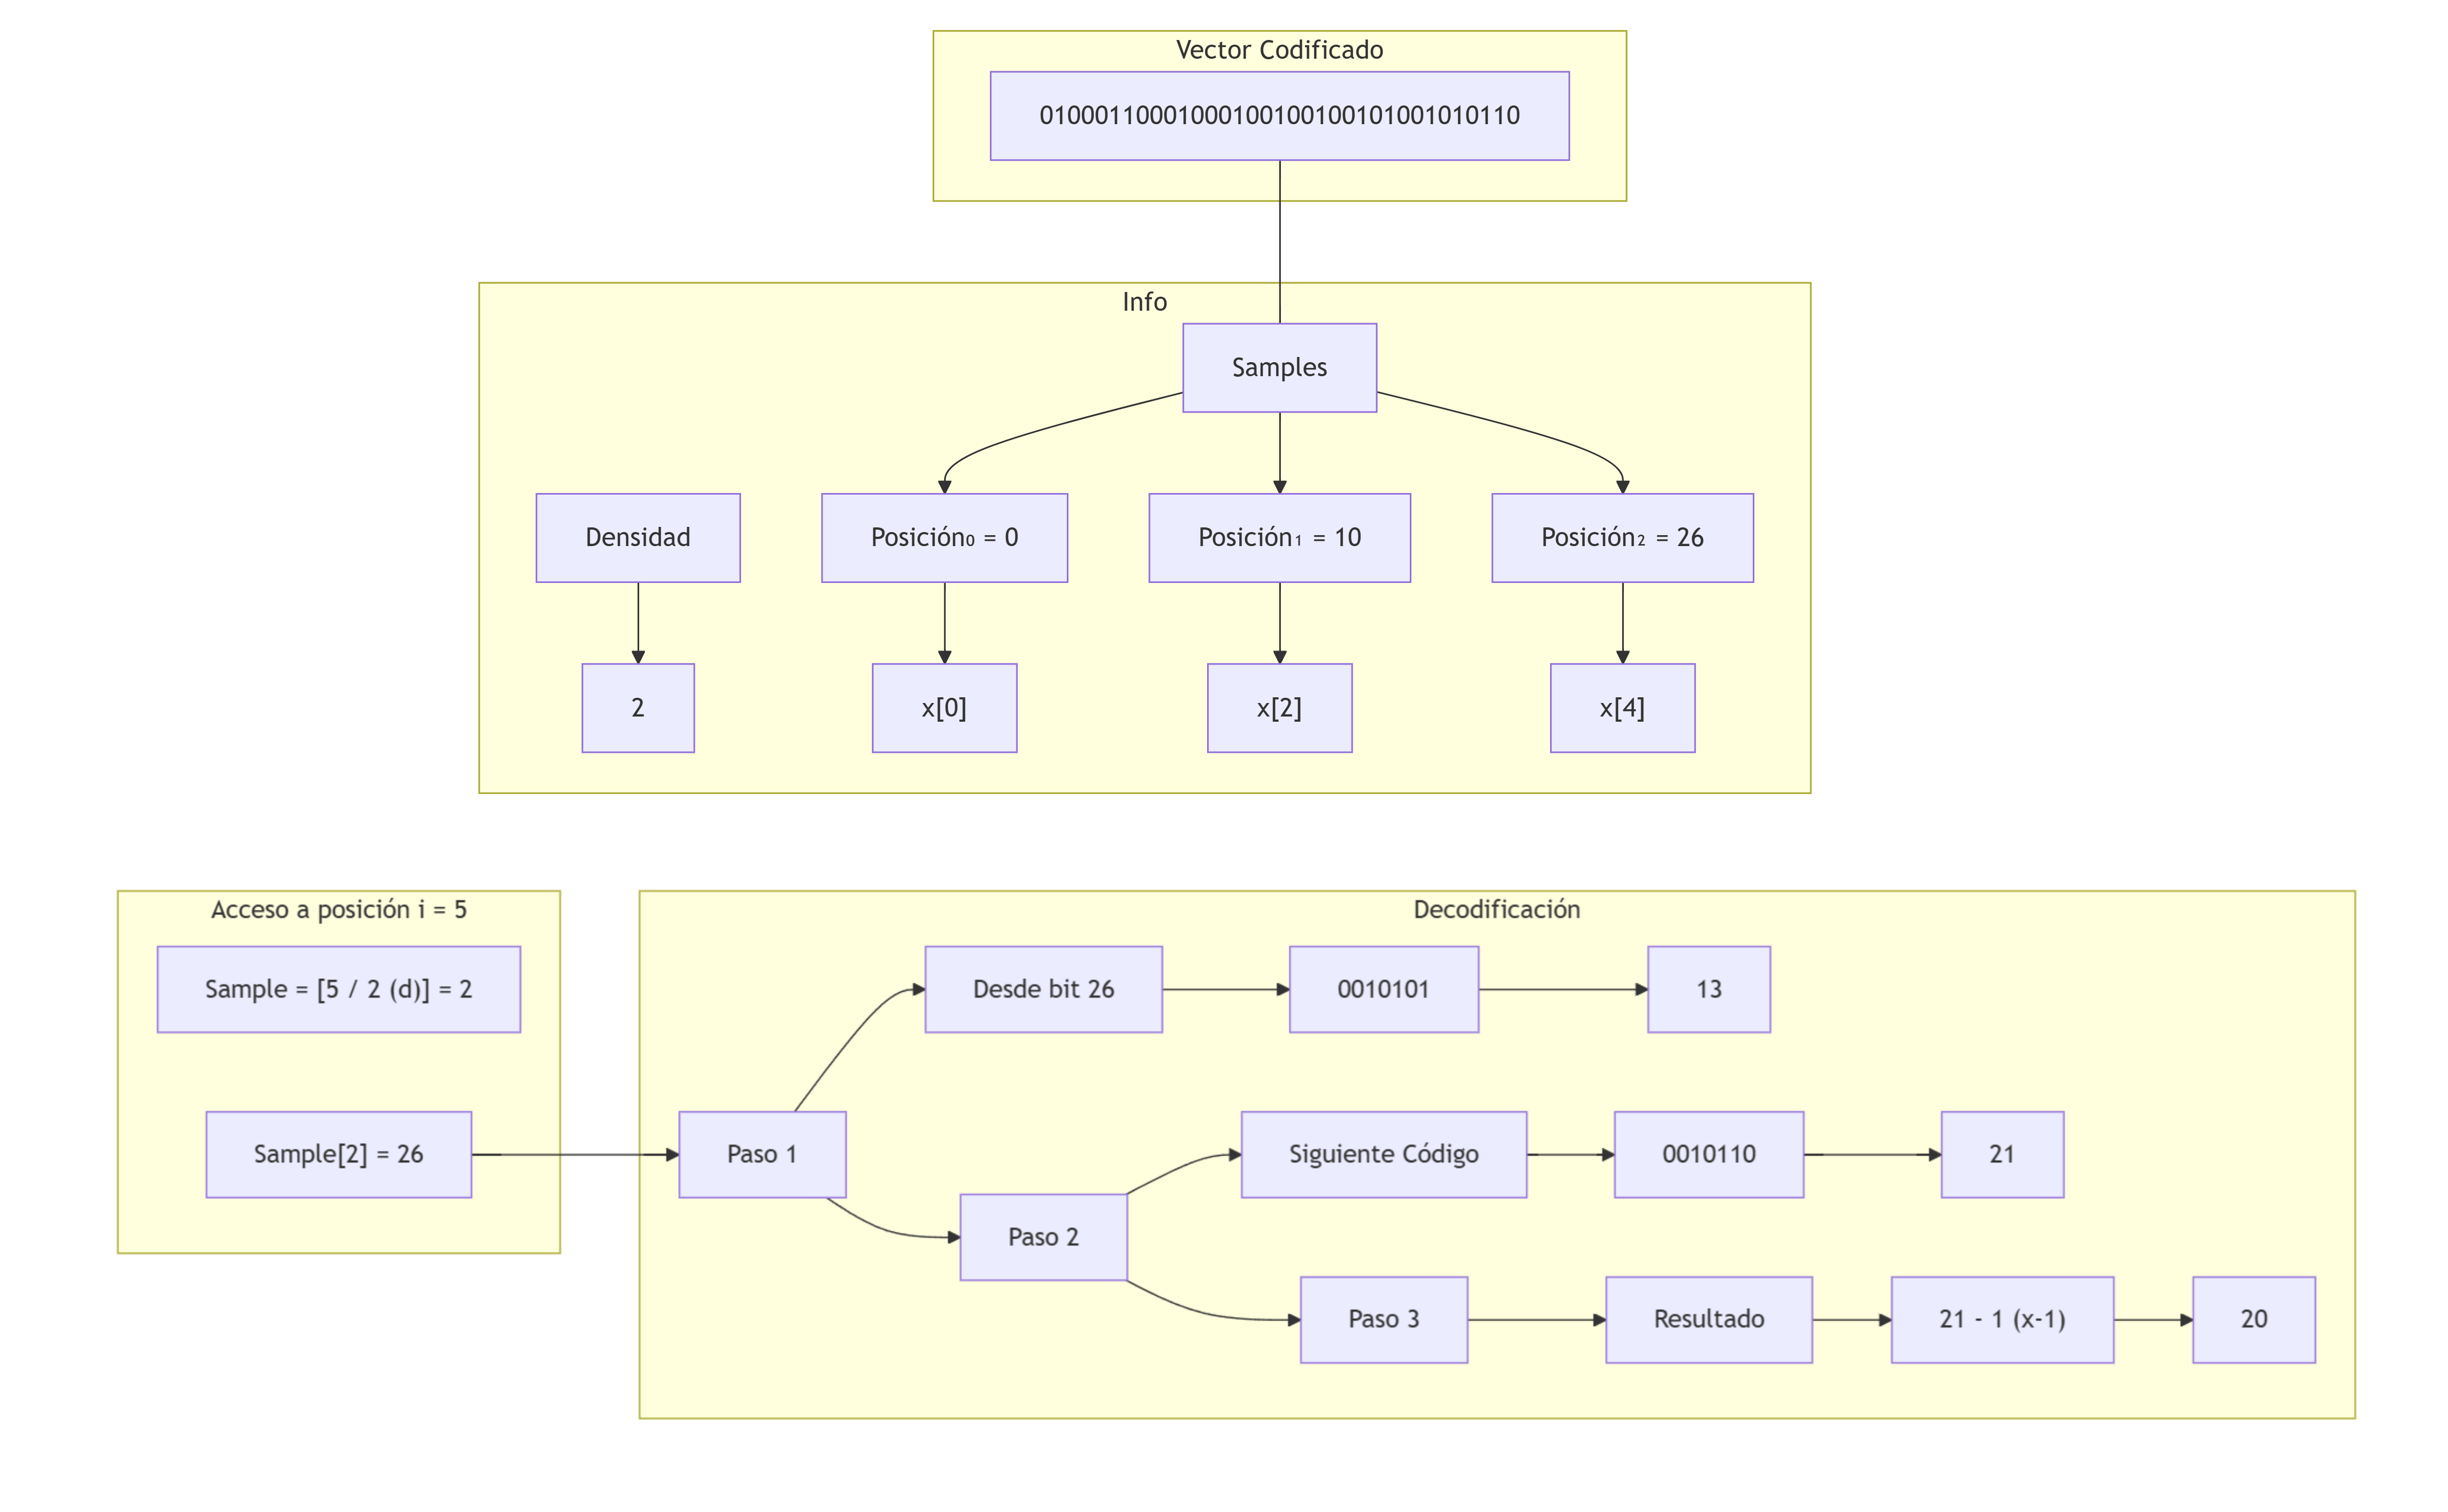 Vector Codificado
01000110001000100100100101001010110
Info
Samples
Densidad
Posición₀ = 0
Posición₁ = 10
Posición₂ = 26
2
x[0]
x[2]
x[4]
Acceso a posición i = 5
Sample = [5 / 2 (d)] = 2
Sample[2] = 26
Decodificación
Desde bit 26
0010101
13
Paso 1
Siguiente Código
0010110
21
Paso 2
Paso 3
Resultado
21 - 1 (x-1)
20